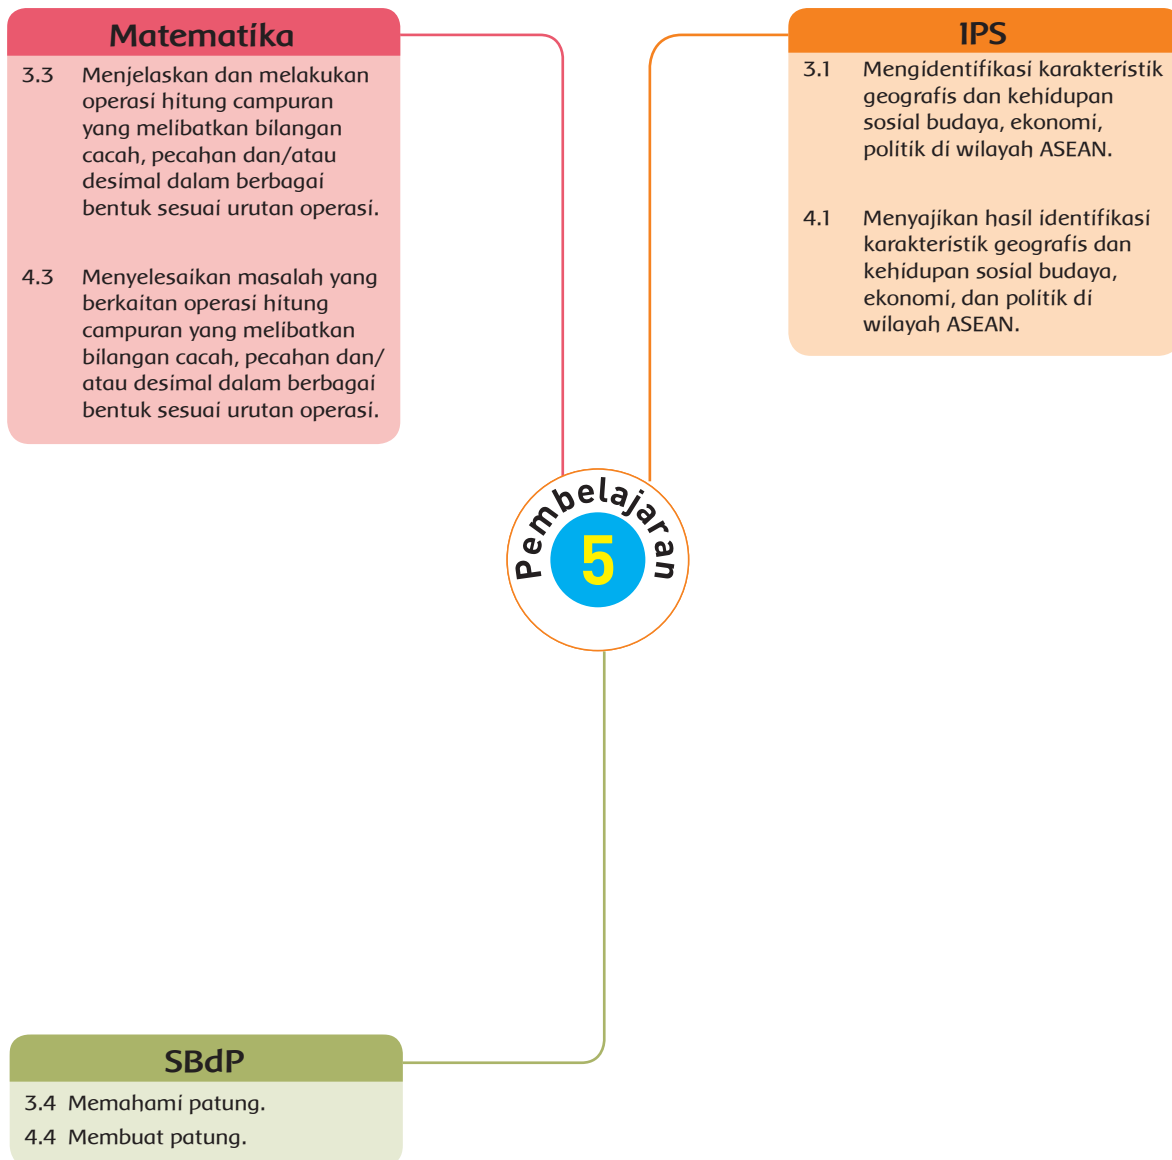 Matematika
3.3 Menjelaskan dan melakukan
operasi hitung campuran
yang melibatkan bilangan
cacah, pecahan dan/atau
desimal dalam berbagai
bentuk sesuai urutan operasi.
4.3 Menyelesaikan masalah yang
berkaitan operasi hitung
campuran yang melibatkan
bilangan cacah, pecahan dan/
atau desimal dalam berbagai
bentuk sesuai urutan operasi.
IPS
3.1 Mengidentifikasi karakteristik
geografis dan kehidupan
sosial budaya, ekonomi,
politik di wilayah ASEAN.
4.1 Menyajikan hasil identifikasi
karakteristik geografis dan
kehidupan sosial budaya,
ekonomi, dan politik di
wilayah ASEAN.
Pembelajaran
5
SBdP
3.4 Memahami patung.
4.4 Membuat patung.